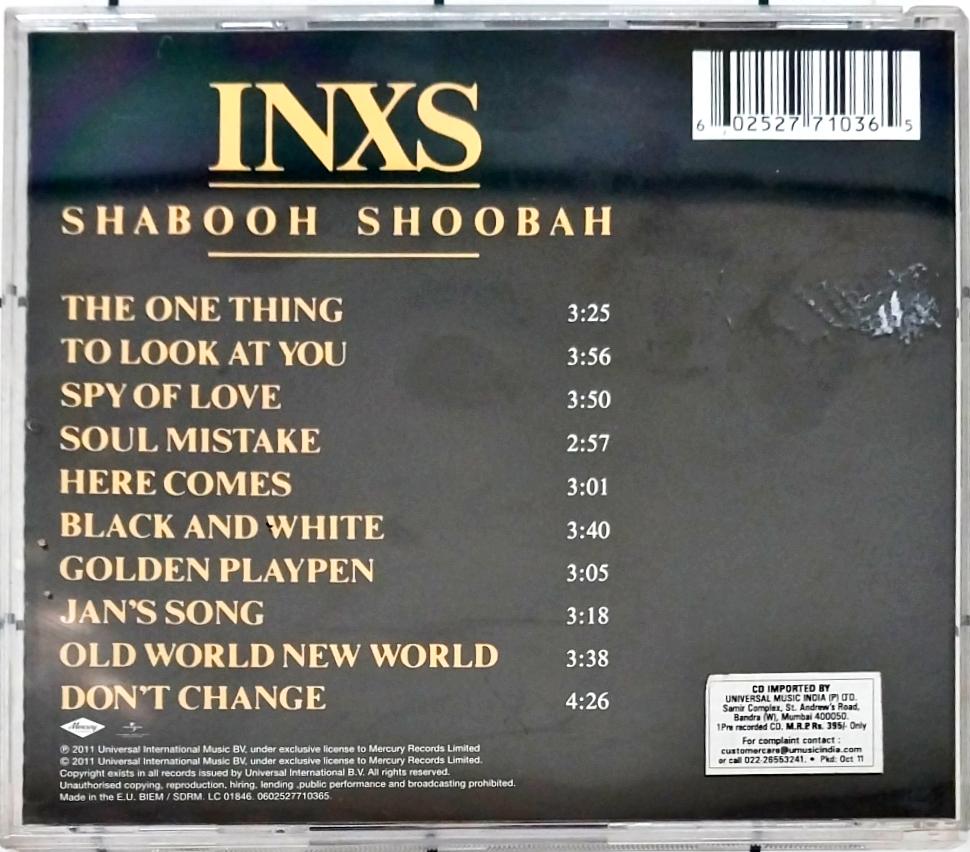 INXS
6 02527 71036 5
SHABOOH SHOOBAH
THE ONE THING 3:25
TO LOOK AT YOU 3:56
SPY OF LOVE 3:50
SOUL MISTAKE 2:57
HERE COMES 3:01
BLACK AND WHITE 3:40
GOLDEN PLAYPEN 3:05
JAN'S SONG 3:18
OLD WORLD NEW WORLD 3:38
DON'T CHANGE 4:26
Mercury
℗ 2011 Universal International Music BV, under exclusive license to Mercury Records Limited
© 2011 Universal International Music BV, under exclusive license to Mercury Records Limited.
Copyright exists in all records issued by Universal International B.V. All rights reserved.
Unauthorised copying, reproduction, hiring, lending ,public performance and broadcasting prohibited.
Made in the E.U. BIEM / SDRM. LC 01846. 0602527710365.
CD IMPORTED BY
UNIVERSAL MUSIC INDIA (P) LTD.
Samir Complex, St. Andrew's Road,
Bandra (W), Mumbai 400050.
1Pre recorded CD. M.R.P. Rs. 395/- Only
For complaint contact :
customercare@umusicindia.com
or call 022-26553241. • Pkd: Oct 11